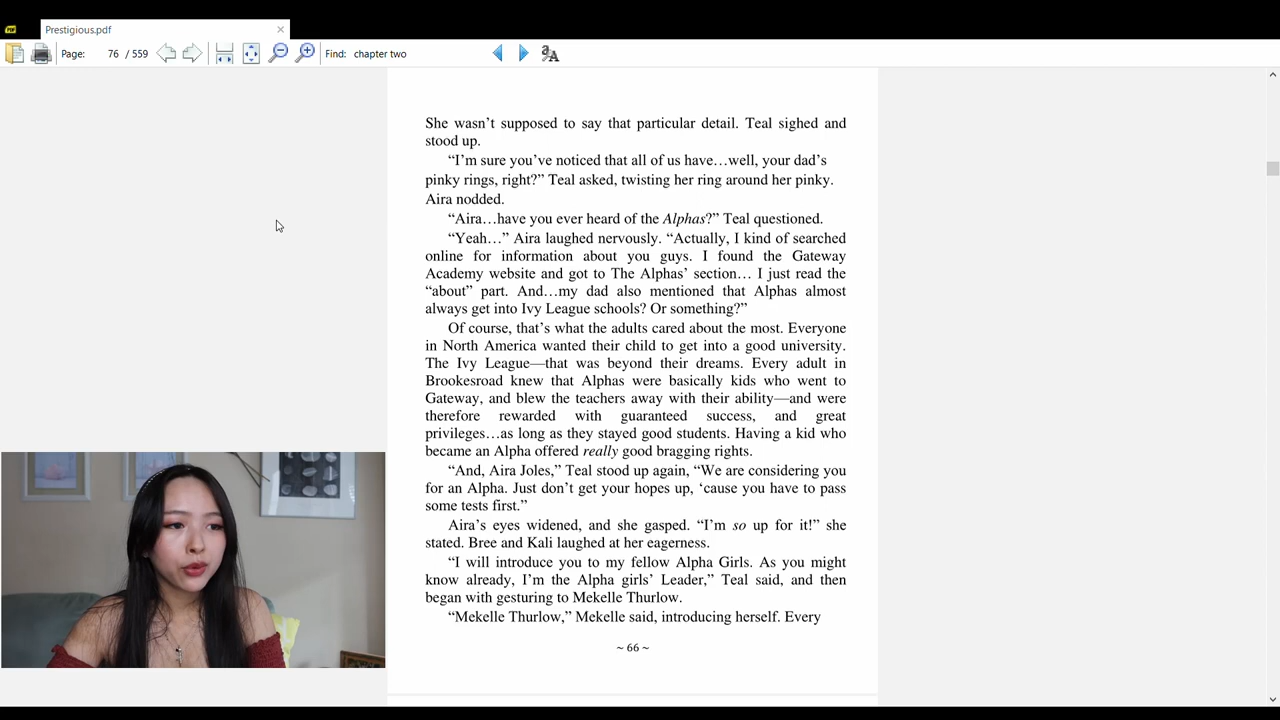 PDF
Prestigious.pdf
Page: 76 / 559
Find: chapter two
She wasn’t supposed to say that particular detail. Teal sighed and
stood up.
“I’m sure you’ve noticed that all of us have…well, your dad’s
pinky rings, right?” Teal asked, twisting her ring around her pinky.
Aira nodded.
“Aira…have you ever heard of the Alphas?” Teal questioned.
“Yeah…” Aira laughed nervously. “Actually, I kind of searched
online for information about you guys. I found the Gateway
Academy website and got to The Alphas’ section… I just read the
“about” part. And…my dad also mentioned that Alphas almost
always get into Ivy League schools? Or something?”
Of course, that’s what the adults cared about the most. Everyone
in North America wanted their child to get into a good university.
The Ivy League—that was beyond their dreams. Every adult in
Brookesroad knew that Alphas were basically kids who went to
Gateway, and blew the teachers away with their ability—and were
therefore rewarded with guaranteed success, and great
privileges…as long as they stayed good students. Having a kid who
became an Alpha offered really good bragging rights.
“And, Aira Joles,” Teal stood up again, “We are considering you
for an Alpha. Just don’t get your hopes up, ‘cause you have to pass
some tests first.”
Aira’s eyes widened, and she gasped. “I’m so up for it!” she
stated. Bree and Kali laughed at her eagerness.
“I will introduce you to my fellow Alpha Girls. As you might
know already, I’m the Alpha girls’ Leader,” Teal said, and then
began with gesturing to Mekelle Thurlow.
“Mekelle Thurlow,” Mekelle said, introducing herself. Every
~ 66 ~